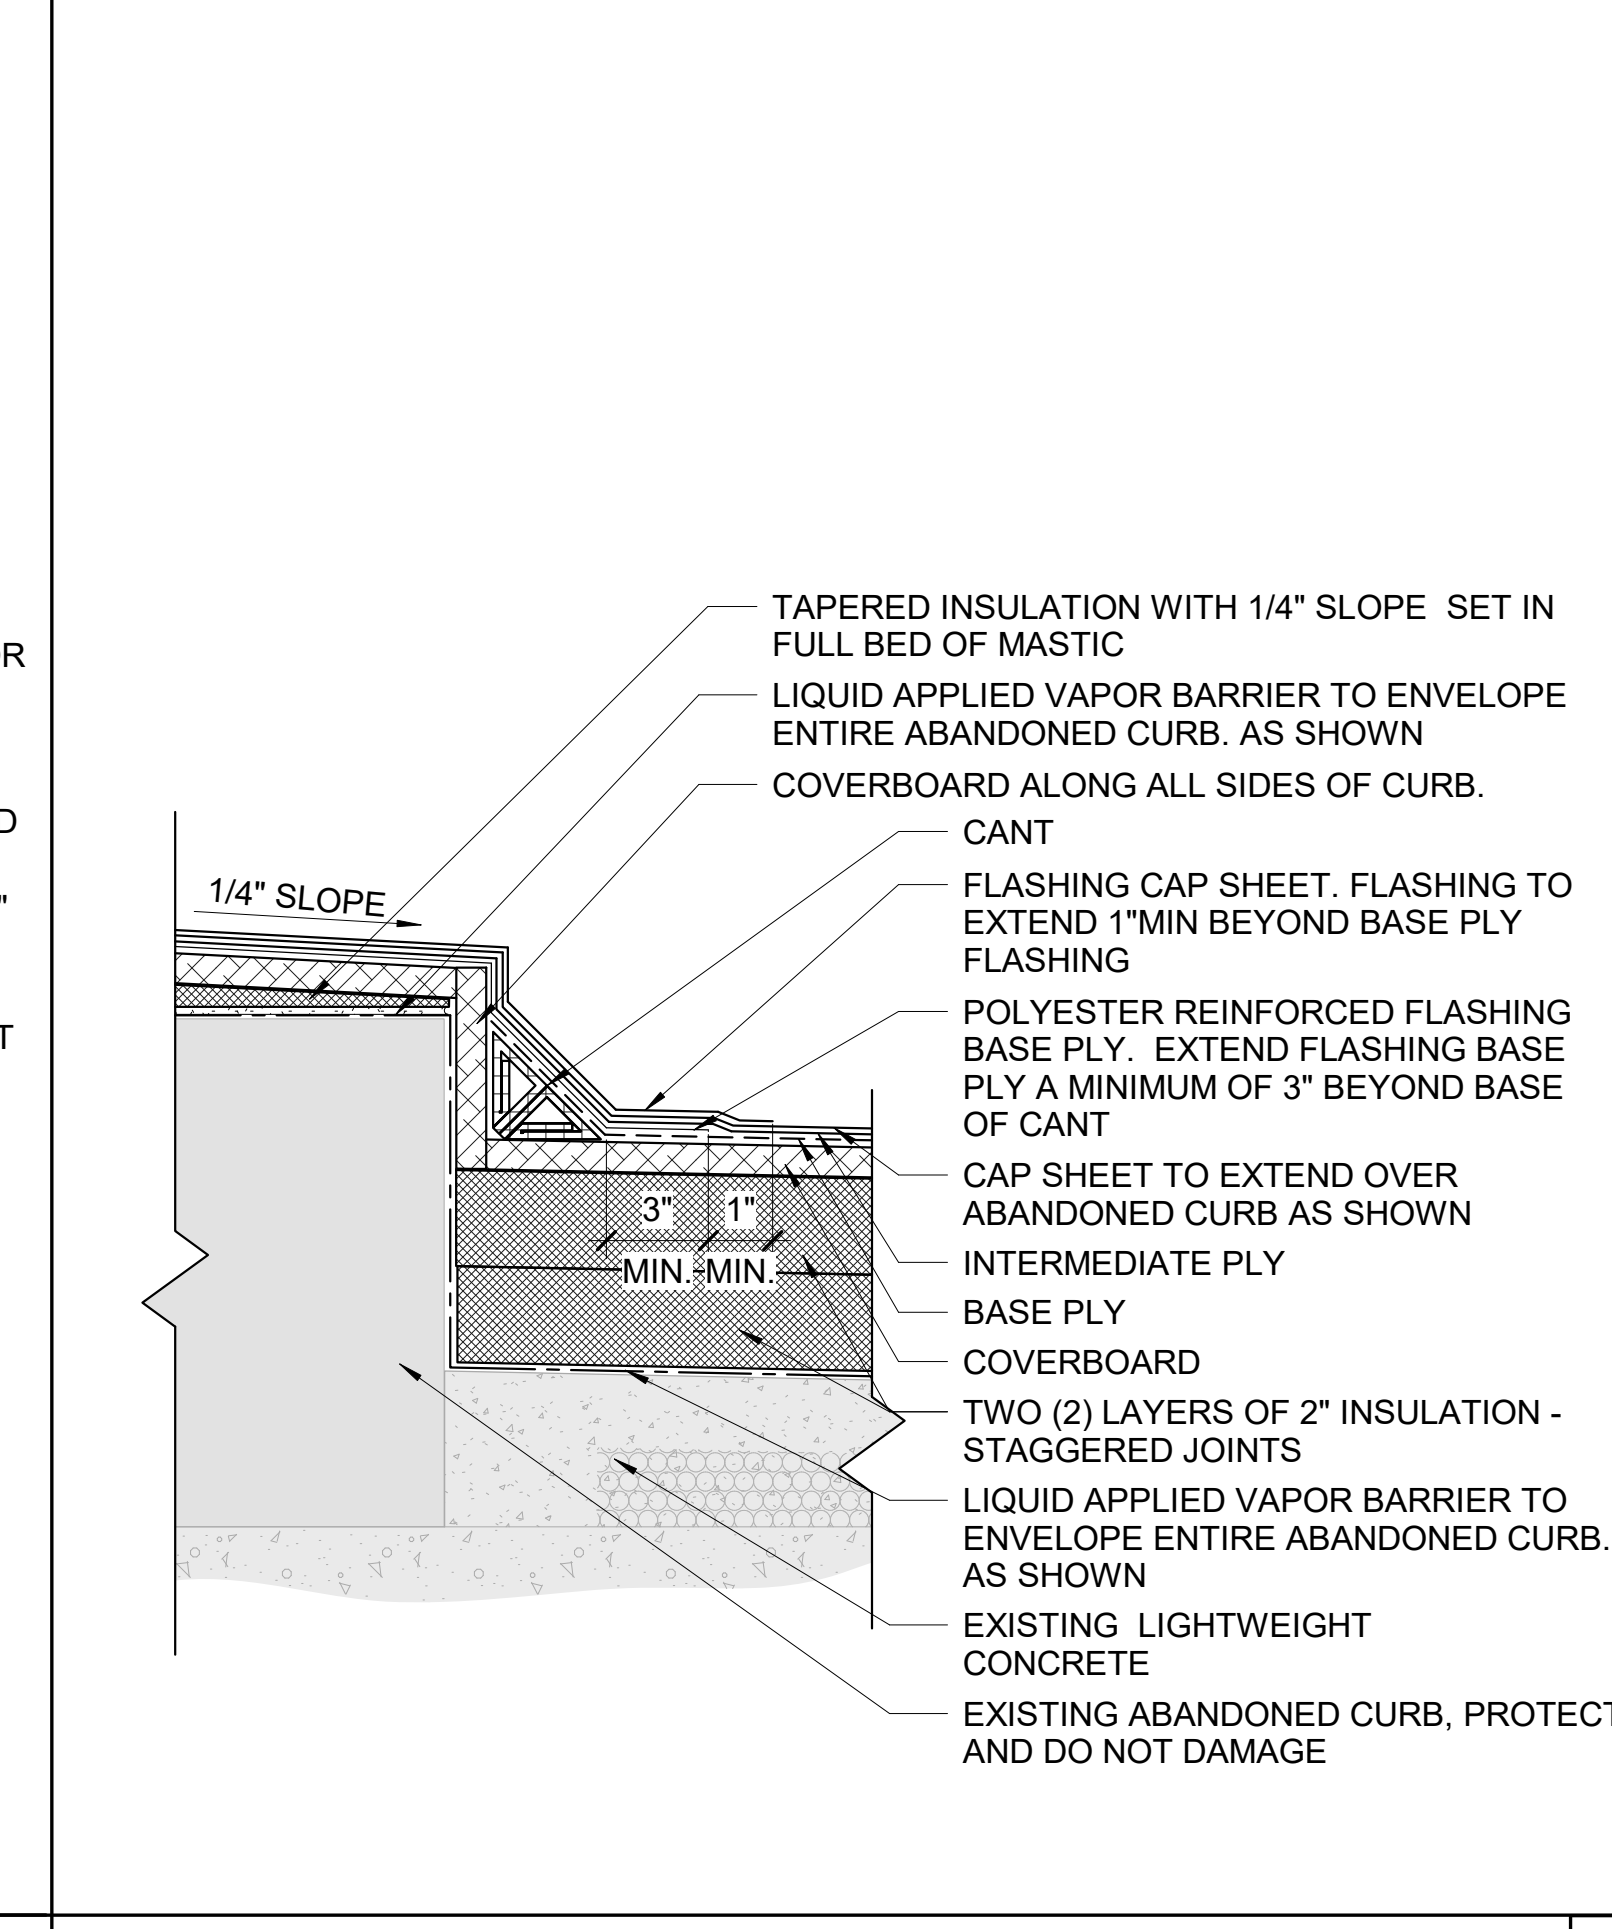 OR
D
"
T
TAPERED INSULATION WITH 1/4" SLOPE  SET IN
FULL BED OF MASTIC
LIQUID APPLIED VAPOR BARRIER TO ENVELOPE
ENTIRE ABANDONED CURB. AS SHOWN
COVERBOARD ALONG ALL SIDES OF CURB.
CANT
1/4" SLOPE
FLASHING CAP SHEET. FLASHING TO
EXTEND 1"MIN BEYOND BASE PLY
FLASHING
POLYESTER REINFORCED FLASHING
BASE PLY.  EXTEND FLASHING BASE
PLY A MINIMUM OF 3" BEYOND BASE
OF CANT
CAP SHEET TO EXTEND OVER
ABANDONED CURB AS SHOWN
3" 1"
MIN. MIN.
INTERMEDIATE PLY
BASE PLY
COVERBOARD
TWO (2) LAYERS OF 2" INSULATION -
STAGGERED JOINTS
LIQUID APPLIED VAPOR BARRIER TO
ENVELOPE ENTIRE ABANDONED CURB.
AS SHOWN
EXISTING  LIGHTWEIGHT
CONCRETE
EXISTING ABANDONED CURB, PROTECT
AND DO NOT DAMAGE